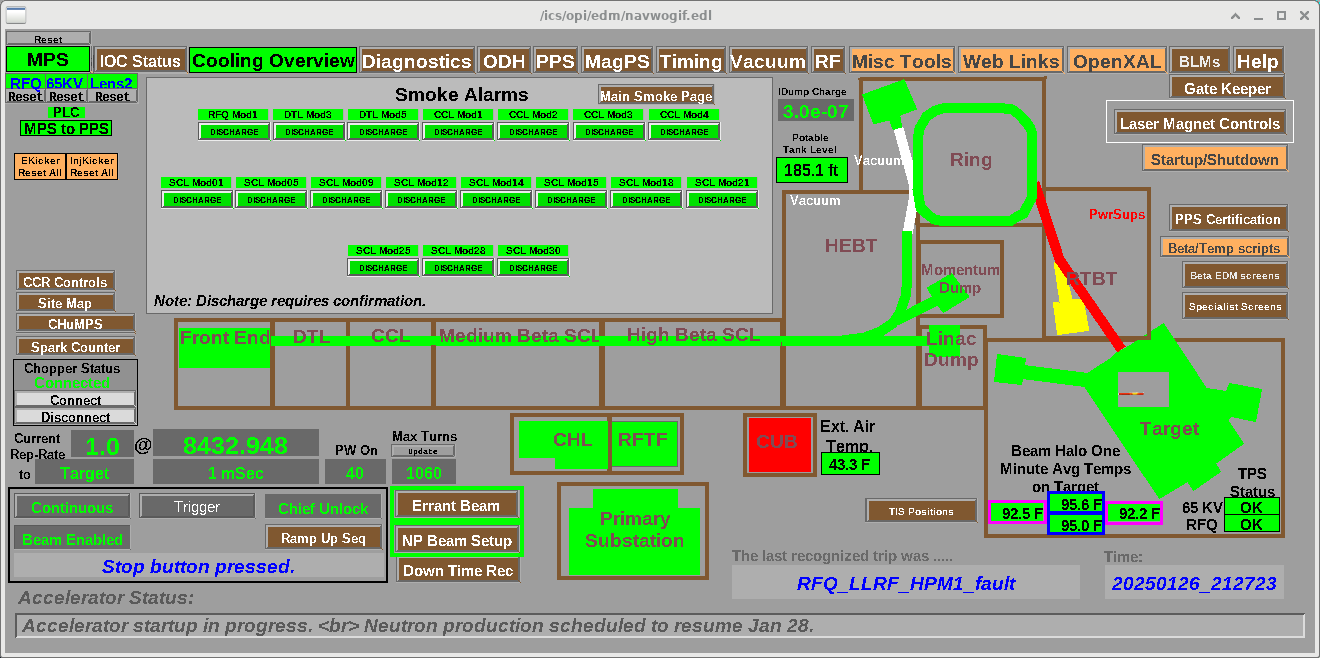 /ics/opi/edm/navwogif.edl
Reset
MPS
IOC Status
Cooling Overview
Diagnostics
ODH
PPS
MagPS
Timing
Vacuum
RF
Misc Tools
Web Links
OpenXAL
BLMs
Help
RFQ 65KV Lens2
Reset Reset Reset
PLC
MPS to PPS
EKicker
Reset All
InjKicker
Reset All
Smoke Alarms
Main Smoke Page
RFQ Mod1 DTL Mod3 DTL Mod5 CCL Mod1 CCL Mod2 CCL Mod3 CCL Mod4
DISCHARGE DISCHARGE DISCHARGE DISCHARGE DISCHARGE DISCHARGE DISCHARGE
SCL Mod01 SCL Mod05 SCL Mod09 SCL Mod12 SCL Mod14 SCL Mod15 SCL Mod18 SCL Mod21
DISCHARGE DISCHARGE DISCHARGE DISCHARGE DISCHARGE DISCHARGE DISCHARGE DISCHARGE
SCL Mod25 SCL Mod28 SCL Mod30
DISCHARGE DISCHARGE DISCHARGE
Note: Discharge requires confirmation.
IDump Charge
3.0e-07
Potable
Tank Level
185.1 ft
Vacuum
Vacuum
Ring
HEBT
PwrSups
RTBT
Momentum
Dump
Gate Keeper
Laser Magnet Controls
Startup/Shutdown
PPS Certification
Beta/Temp scripts
Beta EDM screens
Specialist Screens
CCR Controls
Site Map
CHuMPS
Spark Counter
Chopper Status
Connected
Connect
Disconnect
Front End
DTL
CCL
Medium Beta SCL
High Beta SCL
Linac
Dump
Target
Current
Rep-Rate
1.0
@
8432.948
to
Target
1 mSec
PW On
40
Max Turns
Update
1060
CHL
RFTF
CUB
Ext. Air
Temp.
43.3 F
Beam Halo One
Minute Avg Temps
on Target
92.5 F
95.6 F
95.0 F
92.2 F
TPS
Status
65 KV OK
RFQ OK
Continuous
Trigger
Chief Unlock
Beam Enabled
Ramp Up Seq
Stop button pressed.
Errant Beam
NP Beam Setup
Down Time Rec
Primary
Substation
TIS Positions
The last recognized trip was .....
RFQ_LLRF_HPM1_fault
Time:
20250126_212723
Accelerator Status:
Accelerator startup in progress. <br> Neutron production scheduled to resume Jan 28.